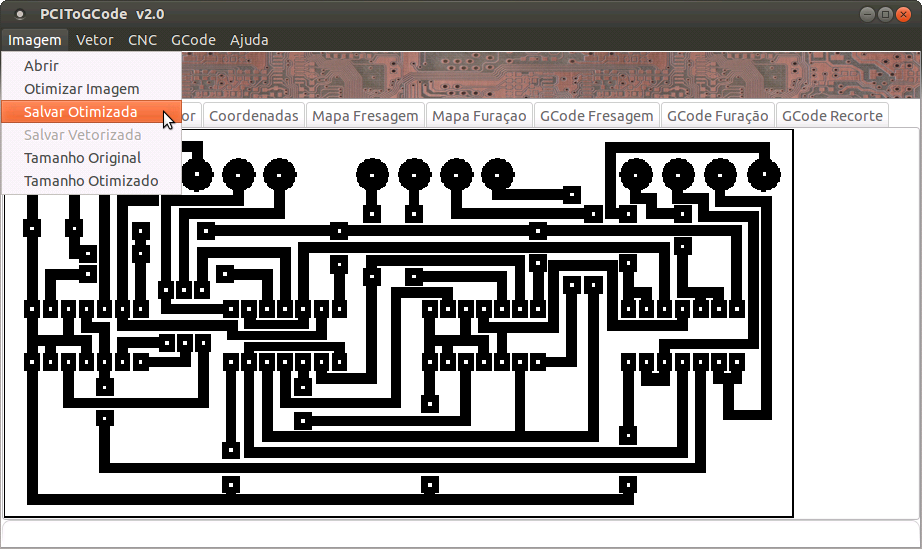 PCIToGCode v2.0
Imagem Vetor CNC GCode Ajuda
Abrir
Otimizar Imagem
Salvar Otimizada
or Coordenadas Mapa Fresagem Mapa Furaçao GCode Fresagem GCode Furação GCode Recorte
Salvar Vetorizada
Tamanho Original
Tamanho Otimizado